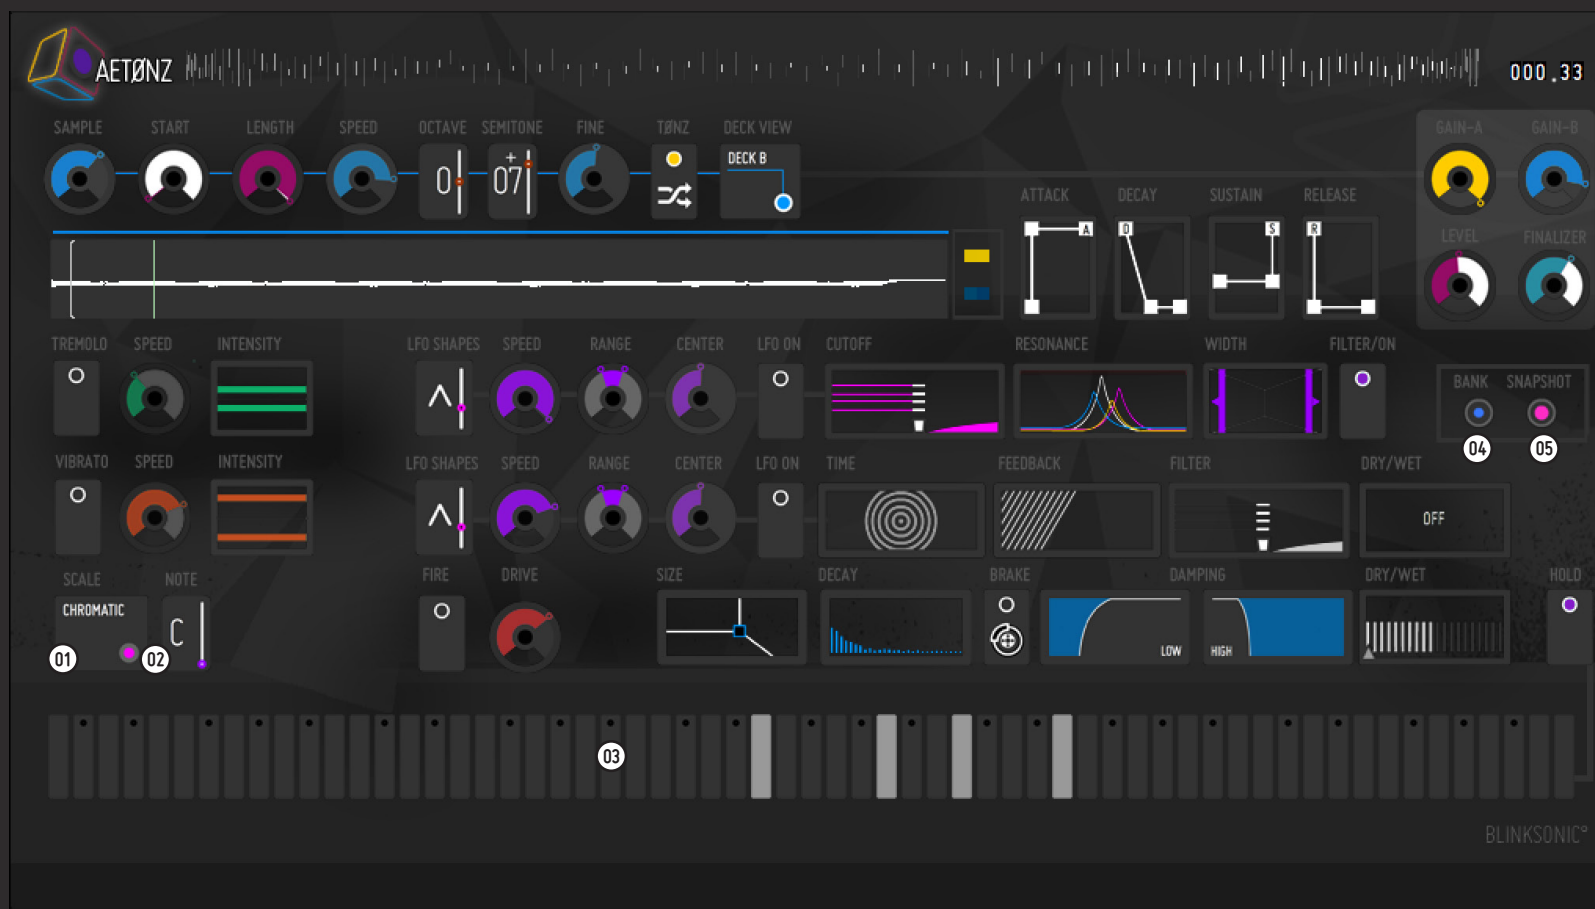 AETØNZ
000.33
SAMPLE START LENGTH SPEED OCTAVE SEMITONE FINE TØNZ DECK VIEW
GAIN-A GAIN-B
0 + 07 DECK B
ATTACK DECAY SUSTAIN RELEASE
A D S R
LEVEL FINALIZER
TREMOLO SPEED INTENSITY LFO SHAPES SPEED RANGE CENTER LFO ON CUTOFF RESONANCE WIDTH FILTER/ON
BANK SNAPSHOT
04 05
VIBRATO SPEED INTENSITY LFO SHAPES SPEED RANGE CENTER LFO ON TIME FEEDBACK FILTER DRY/WET
OFF
SCALE NOTE FIRE DRIVE SIZE DECAY BRAKE DAMPING DRY/WET HOLD
CHROMATIC C
01 02
LOW HIGH
03
BLINKSONIC°